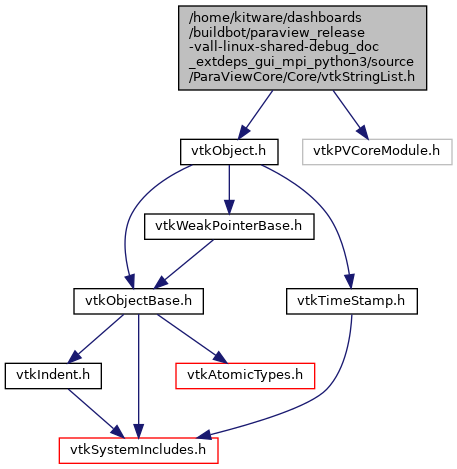 /home/kitware/dashboards
/buildbot/paraview_release
-vall-linux-shared-debug_doc
_extdeps_gui_mpi_python3/source
/ParaViewCore/Core/vtkStringList.h
vtkObject.h
vtkPVCoreModule.h
vtkWeakPointerBase.h
vtkObjectBase.h
vtkTimeStamp.h
vtkIndent.h
vtkAtomicTypes.h
vtkSystemIncludes.h